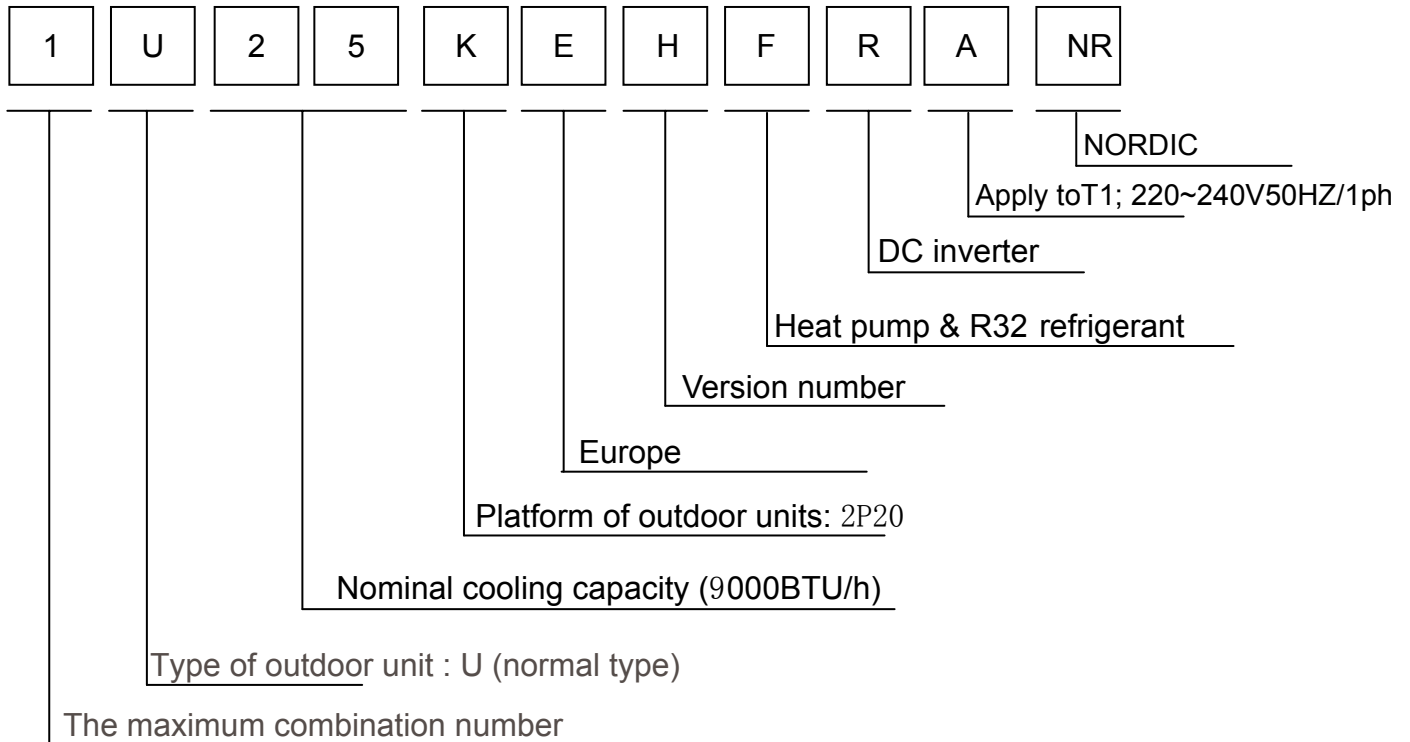 1 U 2 5 K E H F R A NR
NORDIC
Apply toT1; 220~240V50HZ/1ph
DC inverter
Heat pump & R32 refrigerant
Version number
Europe
Platform of outdoor units: 2P20
Nominal cooling capacity (9000BTU/h)
Type of outdoor unit : U (normal type)
The maximum combination number